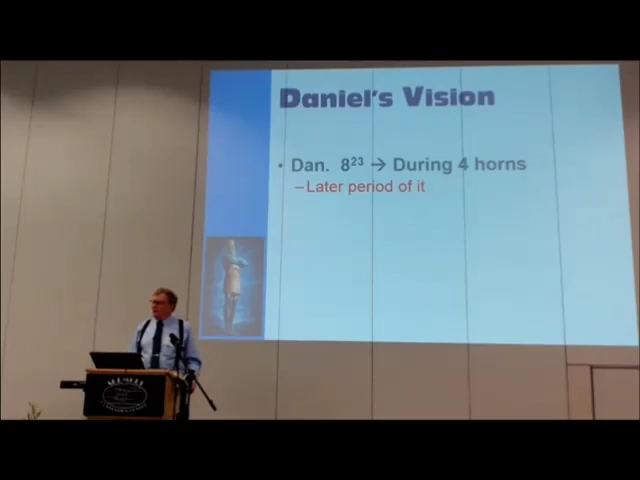 Daniel's Vision
• Dan. 8²³ → During 4 horns
–Later period of it